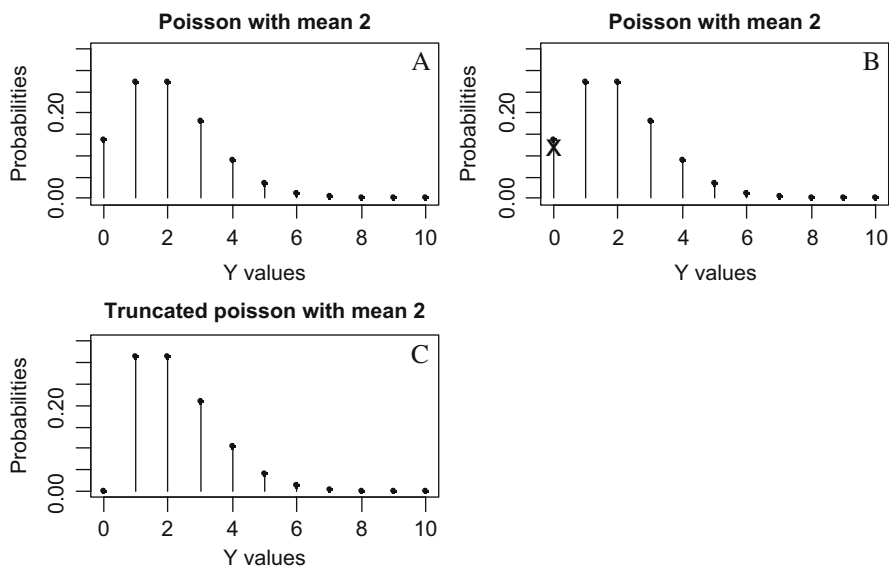 Poisson with mean 2
A
Probabilities
0.20
0.00
0 2 4 6 8 10
Y values
Poisson with mean 2
B
Probabilities
0.20
0.00
X
0 2 4 6 8 10
Y values
Truncated poisson with mean 2
C
Probabilities
0.20
0.00
0 2 4 6 8 10
Y values